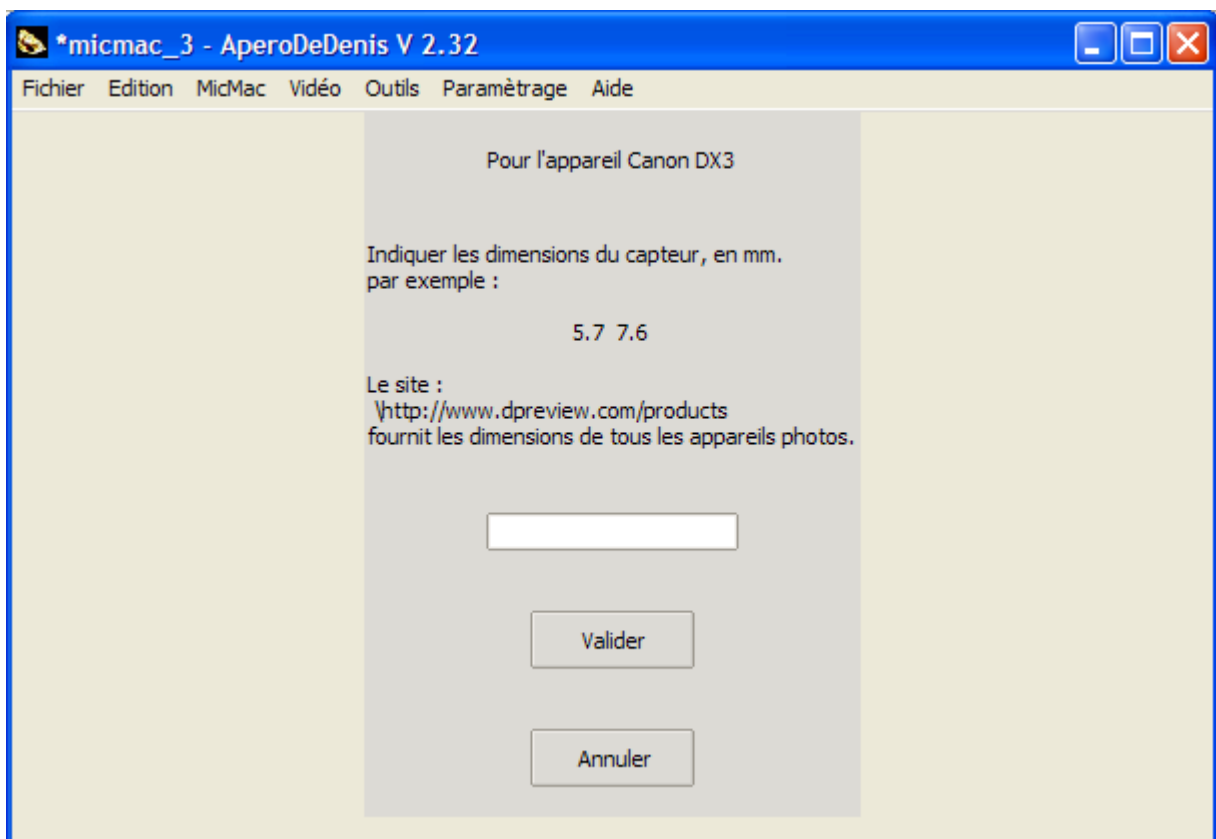 *micmac_3 - AperoDeDenis V 2.32
Fichier Edition MicMac Vidéo Outils Paramètrage Aide
Pour l'appareil Canon DX3
Indiquer les dimensions du capteur, en mm.
par exemple :
5.7 7.6
Le site :
\http://www.dpreview.com/products
fournit les dimensions de tous les appareils photos.
Valider
Annuler